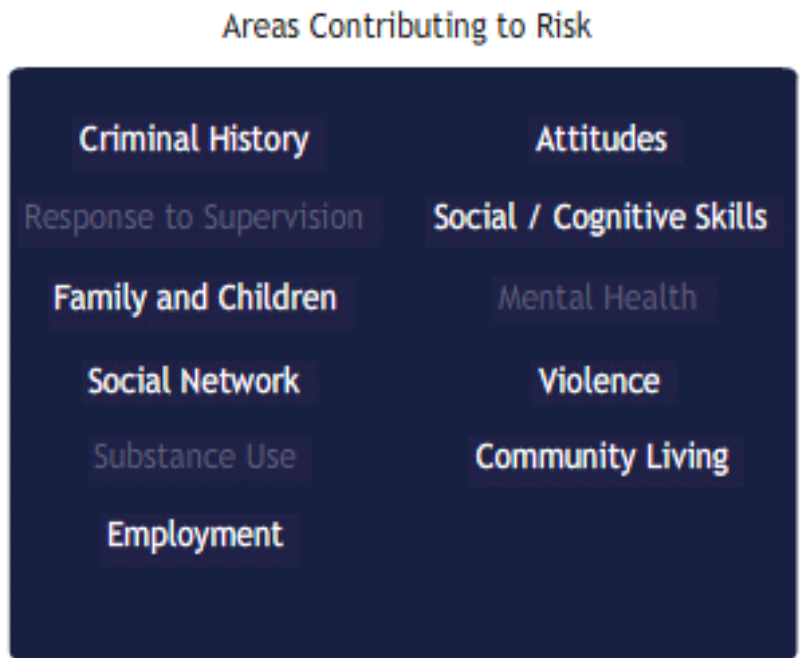 Areas Contributing to Risk
Criminal History
Response to Supervision
Family and Children
Social Network
Substance Use
Employment
Attitudes
Social / Cognitive Skills
Mental Health
Violence
Community Living